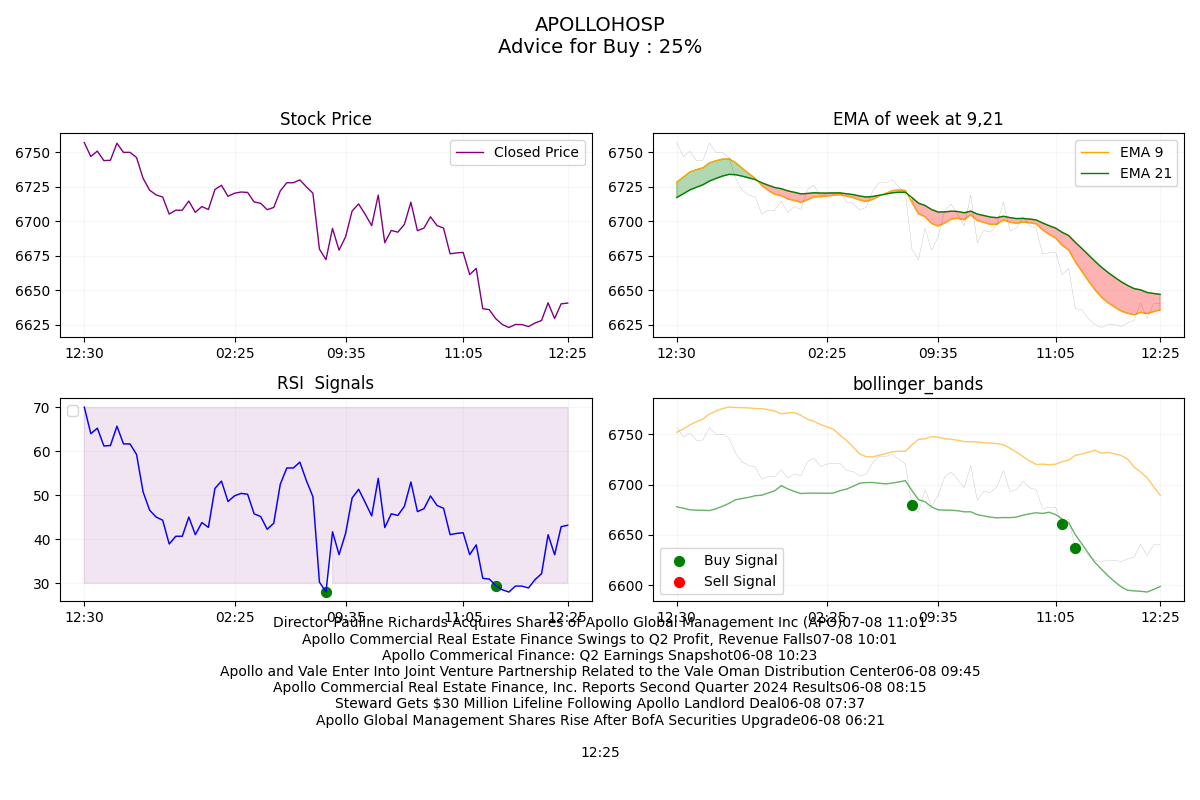 APOLLOHOSP
Advice for Buy : 25%
Stock Price
6750
6725
6700
6675
6650
6625
Closed Price
12:30 02:25 09:35 11:05 12:25
EMA of week at 9,21
6750
6725
6700
6675
6650
6625
EMA 9
EMA 21
12:30 02:25 09:35 11:05 12:25
RSI  Signals
70
60
50
40
30
12:30 02:25 09:35 11:05 12:25
bollinger_bands
6750
6700
6650
6600
Buy Signal
Sell Signal
12:30 02:25 09:35 11:05 12:25
Director Pauline Richards Acquires Shares of Apollo Global Management Inc (APO)07-08 11:01
Apollo Commercial Real Estate Finance Swings to Q2 Profit, Revenue Falls07-08 10:01
Apollo Commerical Finance: Q2 Earnings Snapshot06-08 10:23
Apollo and Vale Enter Into Joint Venture Partnership Related to the Vale Oman Distribution Center06-08 09:45
Apollo Commercial Real Estate Finance, Inc. Reports Second Quarter 2024 Results06-08 08:15
Steward Gets $30 Million Lifeline Following Apollo Landlord Deal06-08 07:37
Apollo Global Management Shares Rise After BofA Securities Upgrade06-08 06:21
12:25